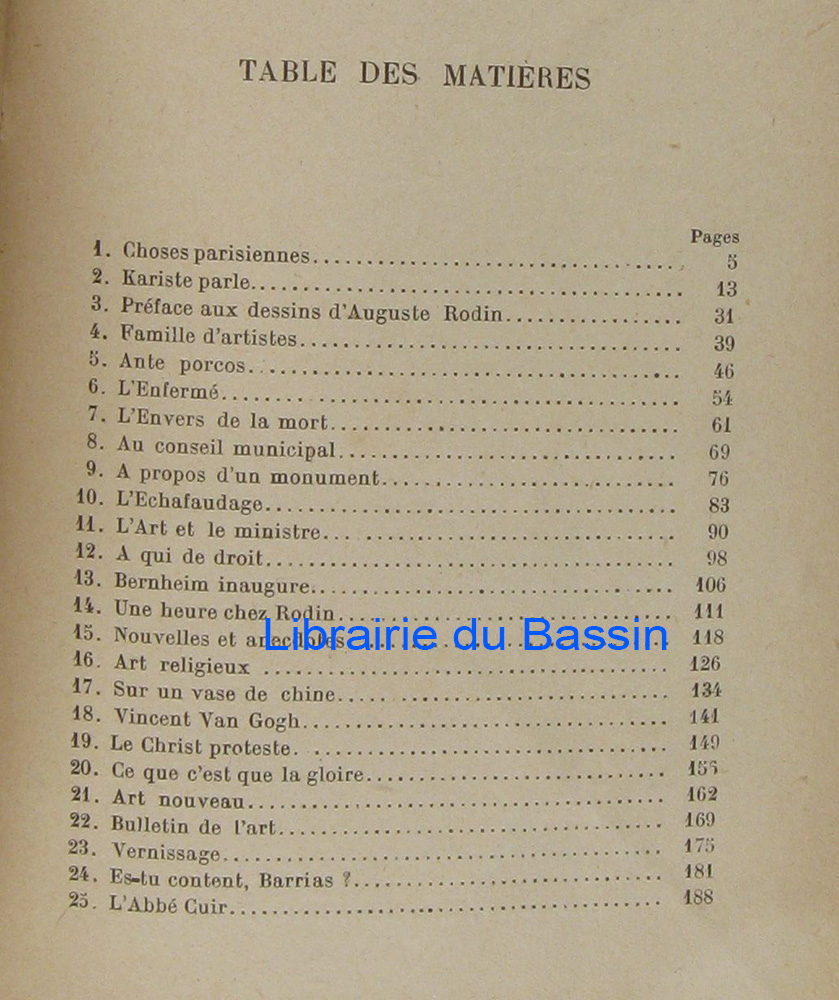 TABLE DES MATIÈRES
Pages
1. Choses parisiennes 5
2. Kariste parle 13
3. Préface aux dessins d'Auguste Rodin 31
4. Famille d'artistes 39
5. Ante porcos 46
6. L'Enfermé 54
7. L'Envers de la mort 61
8. Au conseil municipal 69
9. A propos d'un monument 76
10. L'Echafaudage 83
11. L'Art et le ministre 90
12. A qui de droit 98
13. Bernheim inaugure 106
14. Une heure chez Rodin 111
15. Nouvelles et anecdotes 118
Librairie du Bassin
16. Art religieux 126
17. Sur un vase de chine 134
18. Vincent Van Gogh 141
19. Le Christ proteste 149
20. Ce que c'est que la gloire
21. Art nouveau 162
22. Bulletin de l'art 169
23. Vernissage 175
24. Es-tu content, Barrias ? 181
25. L'Abbé Cuir 188